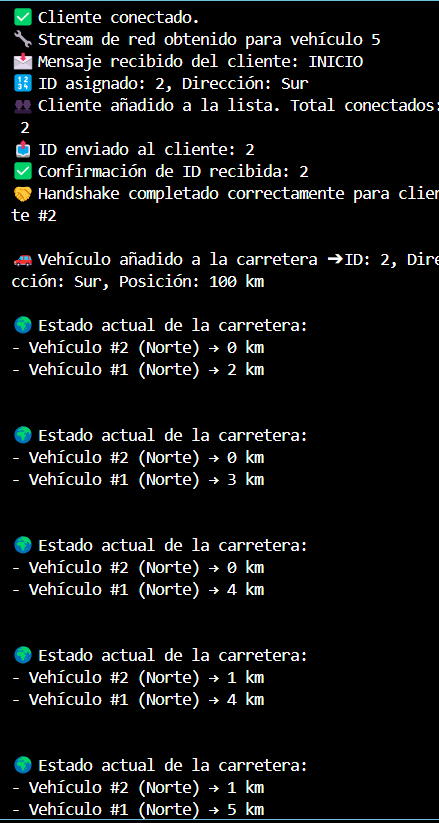 ✅ Cliente conectado.
🔧 Stream de red obtenido para vehículo 5
📩 Mensaje recibido del cliente: INICIO
🔢 ID asignado: 2, Dirección: Sur
👥 Cliente añadido a la lista. Total conectados:
2
📤 ID enviado al cliente: 2
✅ Confirmación de ID recibida: 2
🤝 Handshake completado correctamente para clien
te #2
🚗 Vehículo añadido a la carretera ➔ID: 2, Dire
cción: Sur, Posición: 100 km
🌍 Estado actual de la carretera:
- Vehículo #2 (Norte) → 0 km
- Vehículo #1 (Norte) → 2 km
🌍 Estado actual de la carretera:
- Vehículo #2 (Norte) → 0 km
- Vehículo #1 (Norte) → 3 km
🌍 Estado actual de la carretera:
- Vehículo #2 (Norte) → 0 km
- Vehículo #1 (Norte) → 4 km
🌍 Estado actual de la carretera:
- Vehículo #2 (Norte) → 1 km
- Vehículo #1 (Norte) → 4 km
🌍 Estado actual de la carretera:
- Vehículo #2 (Norte) → 1 km
- Vehículo #1 (Norte) → 5 km